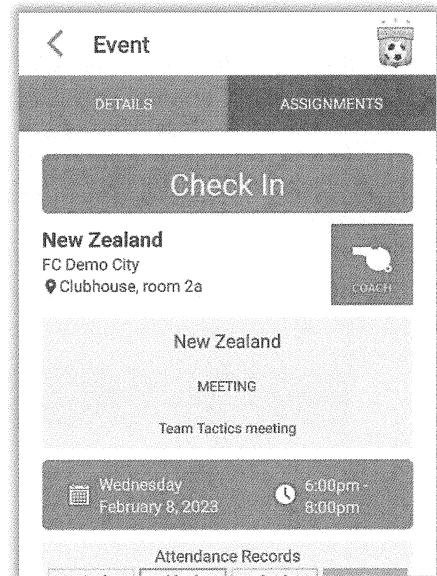 Event
DETAILS
ASSIGNMENTS
Check In
New Zealand
FC Demo City
Clubhouse, room 2a
COACH
New Zealand
MEETING
Team Tactics meeting
Wednesday
February 8, 2023
6:00pm -
8:00pm
Attendance Records